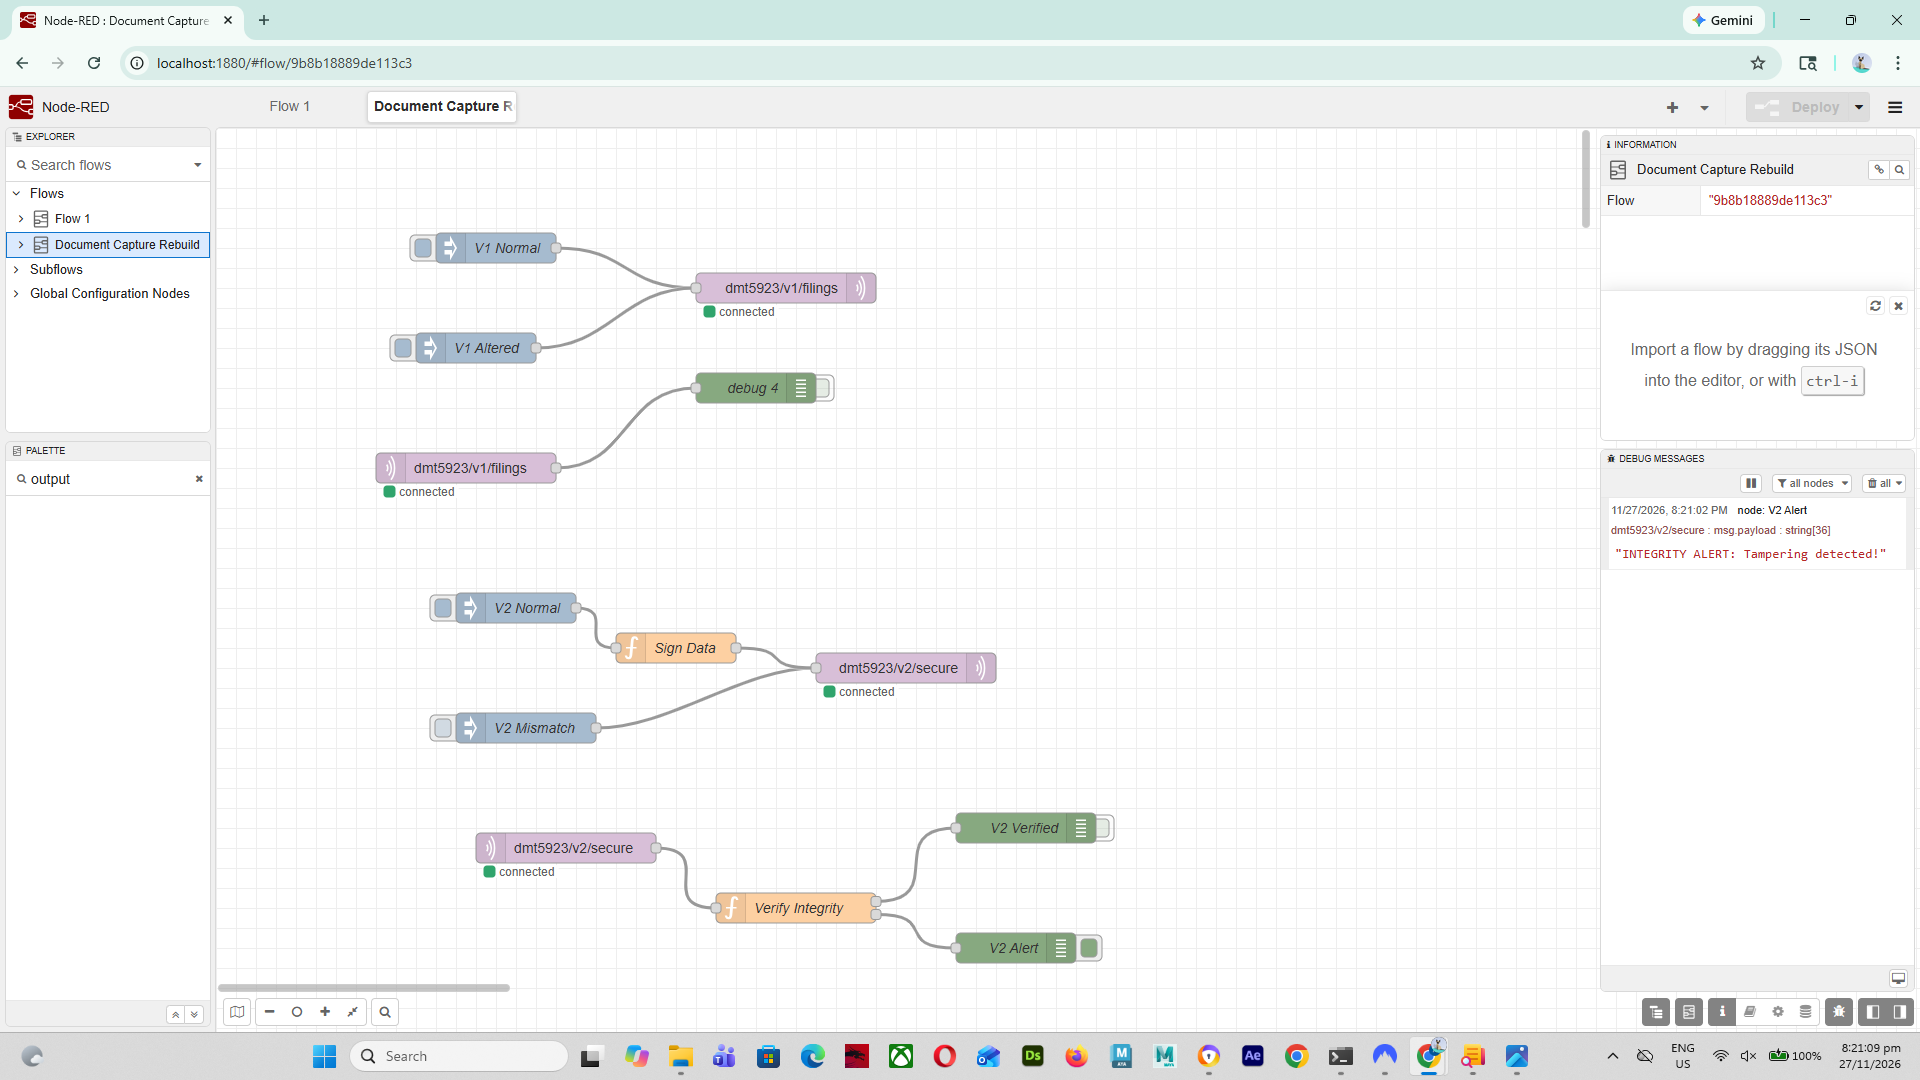 Node-RED : Document Capture
Gemini
localhost:1880/#flow/9b8b18889de113c3
Node-RED
Flow 1
Document Capture R
Deploy
EXPLORER
Search flows
Flows
Flow 1
Document Capture Rebuild
Subflows
Global Configuration Nodes
PALETTE
output
V1 Normal
dmt5923/v1/filings
connected
V1 Altered
debug 4
dmt5923/v1/filings
connected
V2 Normal
Sign Data
dmt5923/v2/secure
connected
V2 Mismatch
V2 Verified
dmt5923/v2/secure
connected
Verify Integrity
V2 Alert
INFORMATION
Document Capture Rebuild
Flow "9b8b18889de113c3"
Import a flow by dragging its JSON
into the editor, or with ctrl-i
DEBUG MESSAGES
all nodes all
11/27/2026, 8:21:02 PM node: V2 Alert
dmt5923/v2/secure : msg.payload : string[36]
"INTEGRITY ALERT: Tampering detected!"
Search
Ds
Ae
ENG
US
100%
8:21:09 pm
27/11/2026